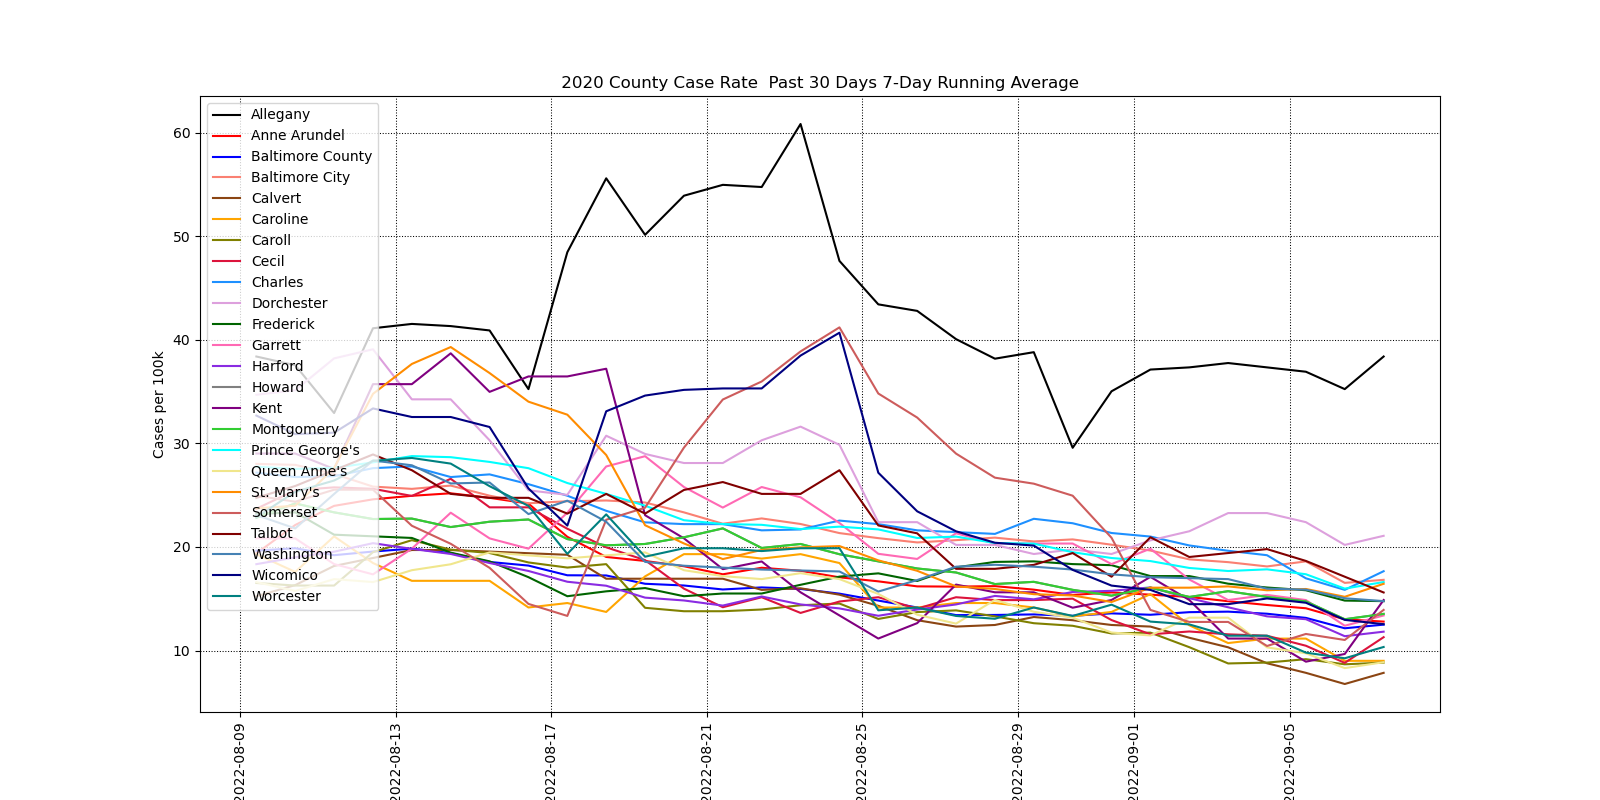 2020 County Case Rate  Past 30 Days 7-Day Running Average
Cases per 100k
60
50
40
30
20
10
Allegany
Anne Arundel
Baltimore County
Baltimore City
Calvert
Caroline
Caroll
Cecil
Charles
Dorchester
Frederick
Garrett
Harford
Howard
Kent
Montgomery
Prince George's
Queen Anne's
St. Mary's
Somerset
Talbot
Washington
Wicomico
Worcester
2022-08-09
2022-08-13
2022-08-17
2022-08-21
2022-08-25
2022-08-29
2022-09-01
2022-09-05